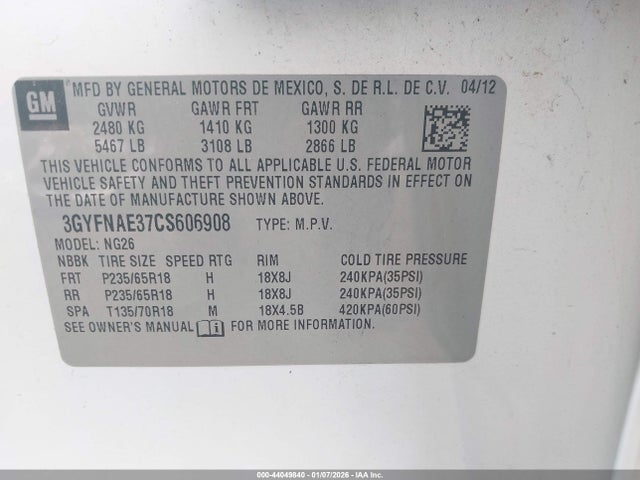 GM
MFD BY GENERAL MOTORS DE MEXICO, S. DE R.L. DE C.V. 04/12
GVWR GAWR FRT GAWR RR
2480 KG 1410 KG 1300 KG
5467 LB 3108 LB 2866 LB
THIS VEHICLE CONFORMS TO ALL APPLICABLE U.S. FEDERAL MOTOR
VEHICLE SAFETY AND THEFT PREVENTION STANDARDS IN EFFECT ON
THE DATE OF MANUFACTURE SHOWN ABOVE.
3GYFNAE37CS606908 TYPE: M.P.V.
MODEL: NG26
NBBK TIRE SIZE SPEED RTG RIM COLD TIRE PRESSURE
FRT P235/65R18 H 18X8J 240KPA(35PSI)
RR P235/65R18 H 18X8J 240KPA(35PSI)
SPA T135/70R18 M 18X4.5B 420KPA(60PSI)
SEE OWNER'S MANUAL FOR MORE INFORMATION.
000-44049840 - 01/07/2026 - IAAI.COM